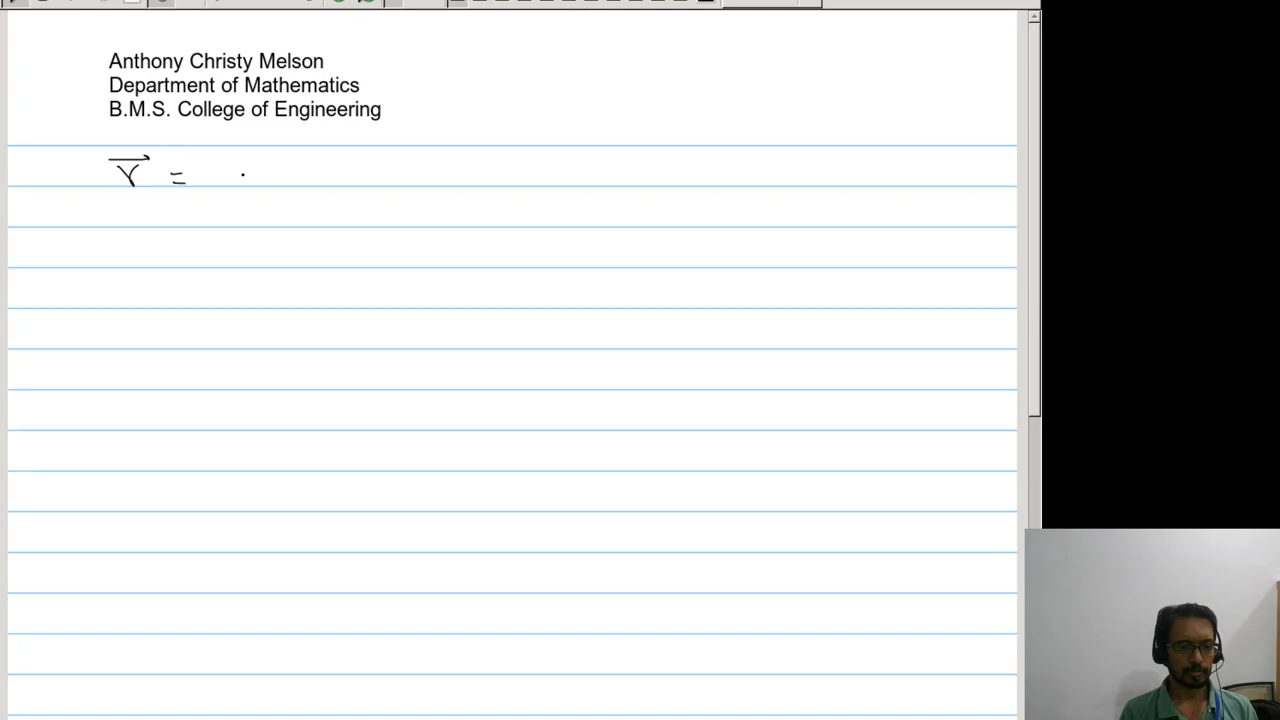 Anthony Christy Melson
Department of Mathematics
B.M.S. College of Engineering
r⃗ =